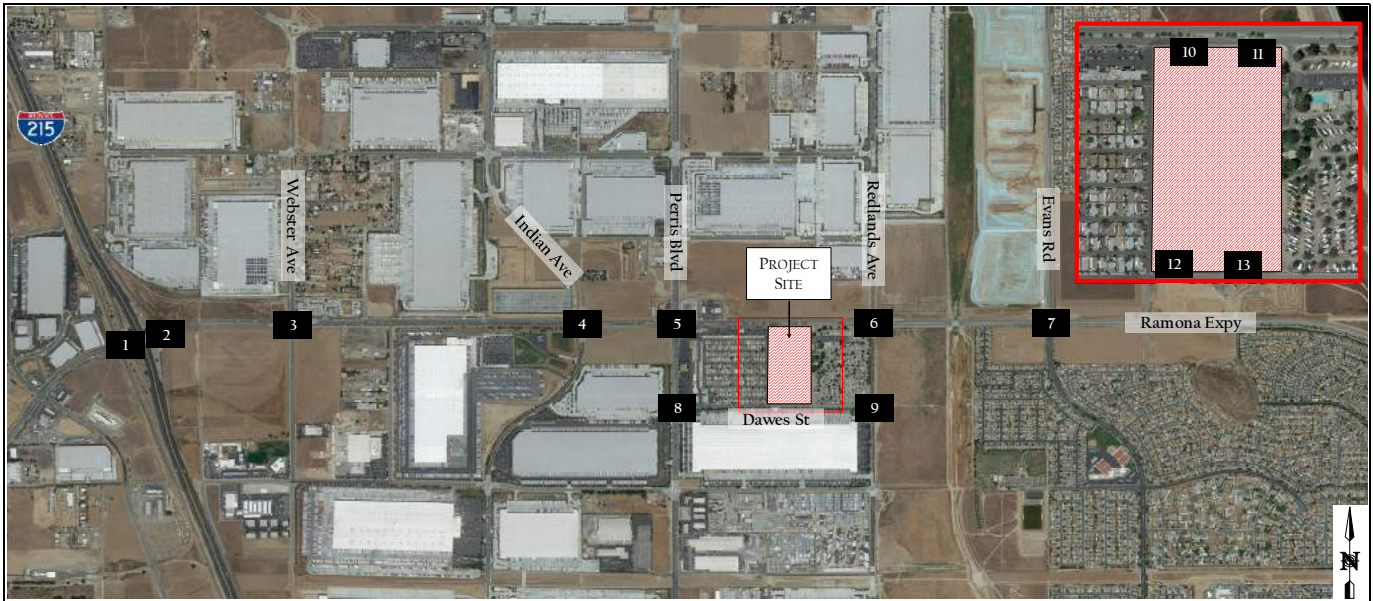 10
11
12
13
215
Webster Ave
Indian Ave
Perris Blvd
Redlands Ave
Evans Rd
PROJECT
SITE
1
2
3
4
5
6
7
Ramona Expy
8
9
Dawes St
N